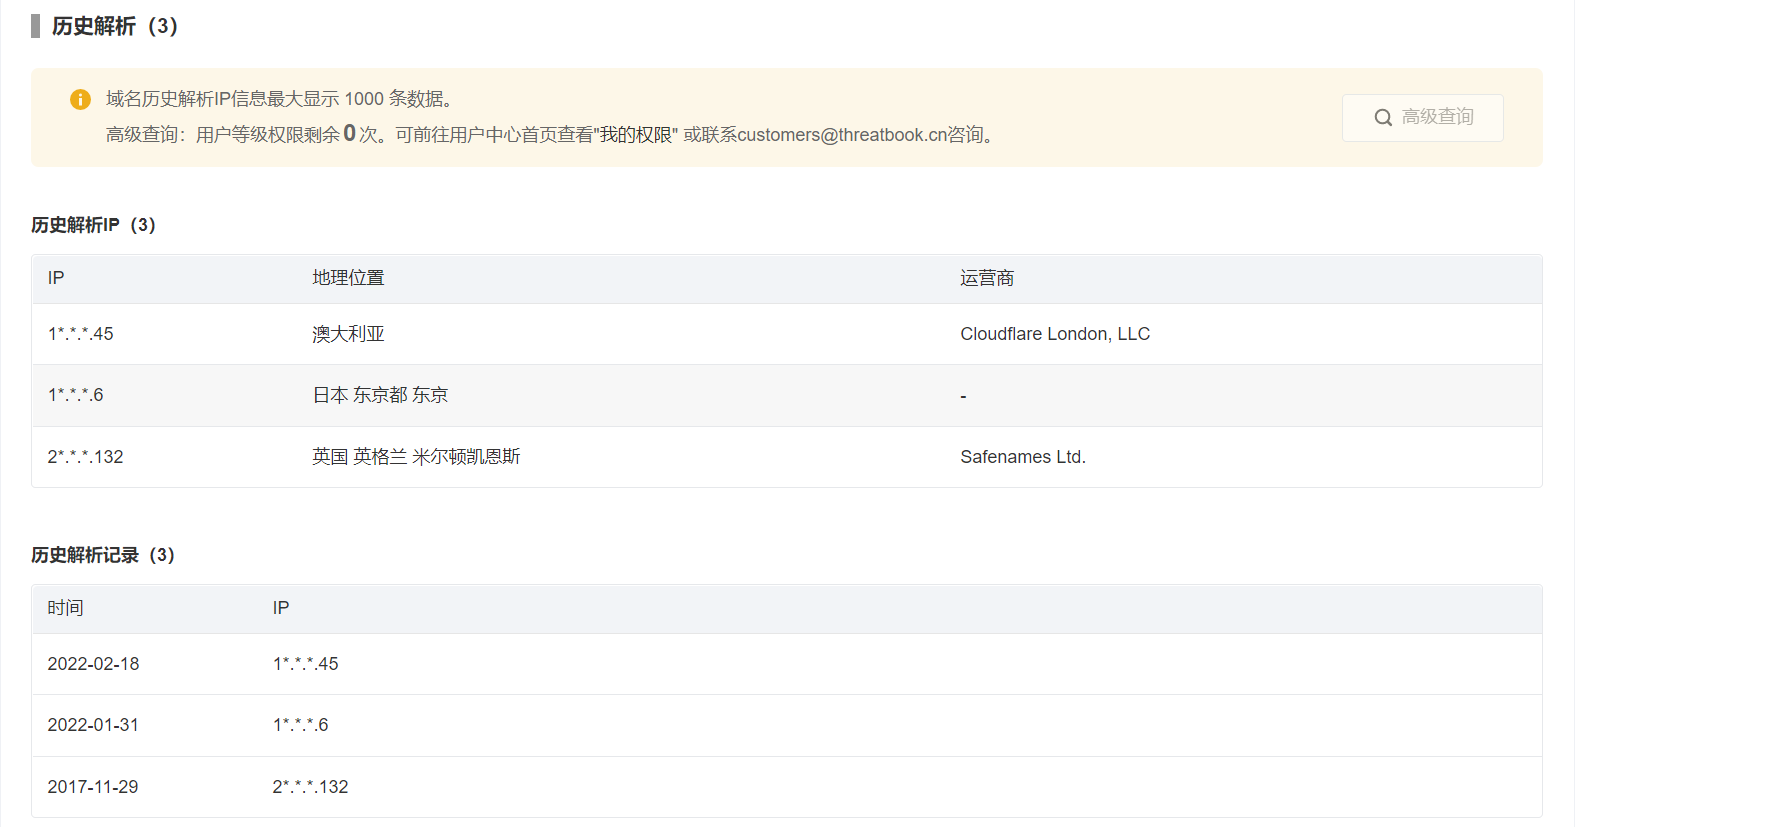 历史解析（3）
域名历史解析IP信息最大显示 1000 条数据。
高级查询：用户等级权限剩余 0 次。可前往用户中心首页查看"我的权限" 或联系customers@threatbook.cn咨询。
高级查询
历史解析IP（3）
IP 地理位置 运营商
1*.*.*.45 澳大利亚 Cloudflare London, LLC
1*.*.*.6 日本 东京都 东京 -
2*.*.*.132 英国 英格兰 米尔顿凯恩斯 Safenames Ltd.
历史解析记录（3）
时间 IP
2022-02-18 1*.*.*.45
2022-01-31 1*.*.*.6
2017-11-29 2*.*.*.132